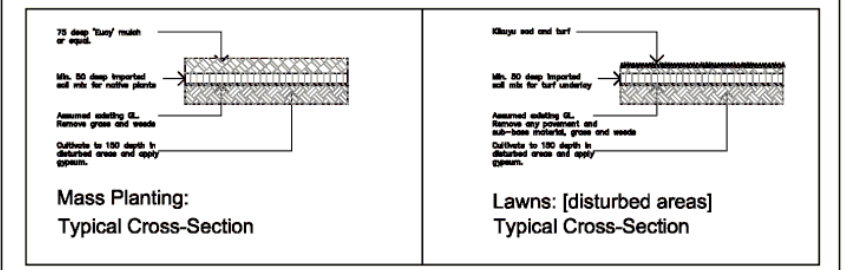 75 deep 'Eucy' mulch
or equal.
Min. 50 deep imported
soil mix for native plants
Assumed existing GL.
Remove grass and weeds
Cultivate to 150 depth in
disturbed areas and apply
gypsum.
Mass Planting:
Typical Cross-Section
Kikuyu sod and turf
Min. 50 deep imported
soil mix for turf underlay
Assumed existing GL.
Remove any pavement and
sub-base material, grass and weeds
Cultivate to 150 depth in
disturbed areas and apply
gypsum.
Lawns: [disturbed areas]
Typical Cross-Section